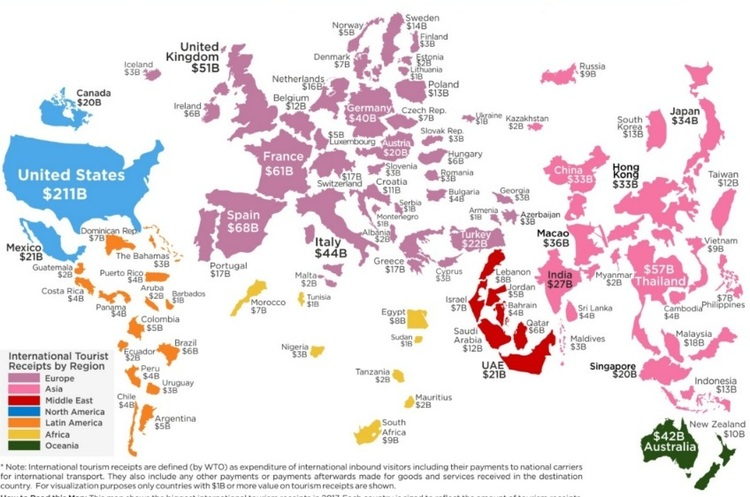 Norway
$5B
Sweden
$14B
Finland
$3B
Estonia
$2B
Lithuania
$1B
Denmark
$7B
United
Kingdom
$51B
Iceland
$3B
Ireland
$6B
Netherlands
$16B
Belgium
$12B
Germany
$40B
Poland
$13B
Czech Rep.
$7B
Luxembourg
$5B
Austria
$20B
Slovak Rep.
$3B
Hungary
$6B
Romania
$3B
Bulgaria
$4B
Ukraine
$1B
Kazakhstan
$2B
Russia
$9B
France
$61B
$17B
Switzerland
Slovenia
$3B
Croatia
$11B
Serbia
$1B
$1B
Montenegro
Albania
$2B
Spain
$68B
Portugal
$17B
Italy
$44B
Malta
$2B
Greece
$17B
Turkey
$22B
Cyprus
$3B
Georgia
$3B
Armenia
$1B
Azerbaijan
$3B
Canada
$20B
United States
$211B
Mexico
$21B
Dominican Rep
$7B
The Bahamas
$3B
Guatemala
$2B
Puerto Rico
$4B
Costa Rica
$4B
Aruba
$2B
Barbados
$1B
Panama
$4B
Colombia
$5B
Ecuador
$2B
Brazil
$6B
Peru
$4B
Uruguay
$3B
Chile
$4B
Argentina
$5B
Morocco
$7B
Tunisia
$1B
Nigeria
$3B
Egypt
$8B
Sudan
$1B
Tanzania
$2B
Mauritius
$2B
South
Africa
$9B
Lebanon
$8B
Jordan
$5B
Israel
$7B
Bahrain
$4B
Qatar
$6B
Saudi
Arabia
$12B
UAE
$21B
South
Korea
$13B
Japan
$34B
China
$33B
Hong
Kong
$33B
Taiwan
$12B
Macao
$36B
India
$27B
Myanmar
$2B
$57B
Thailand
Vietnam
$9B
$7B
Philippines
Cambodia
$4B
Sri Lanka
$4B
Maldives
$3B
Malaysia
$18B
Singapore
$20B
Indonesia
$13B
$42B
Australia
New Zealand
$10B
International Tourist
Receipts by Region
Europe
Asia
Middle East
North America
Latin America
Africa
Oceania
* Note: International tourism receipts are defined (by WTO) as expenditure of international inbound visitors including their payments to national carriers
for international transport. They also include any other payments or payments afterwards made for goods and services received in the destination
country. For visualization purposes only countries with $1B or more value on tourism receipts are shown.